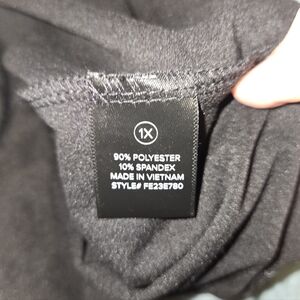 1X
90% POLYESTER
10% SPANDEX
MADE IN VIETNAM
STYLE# FE23E780